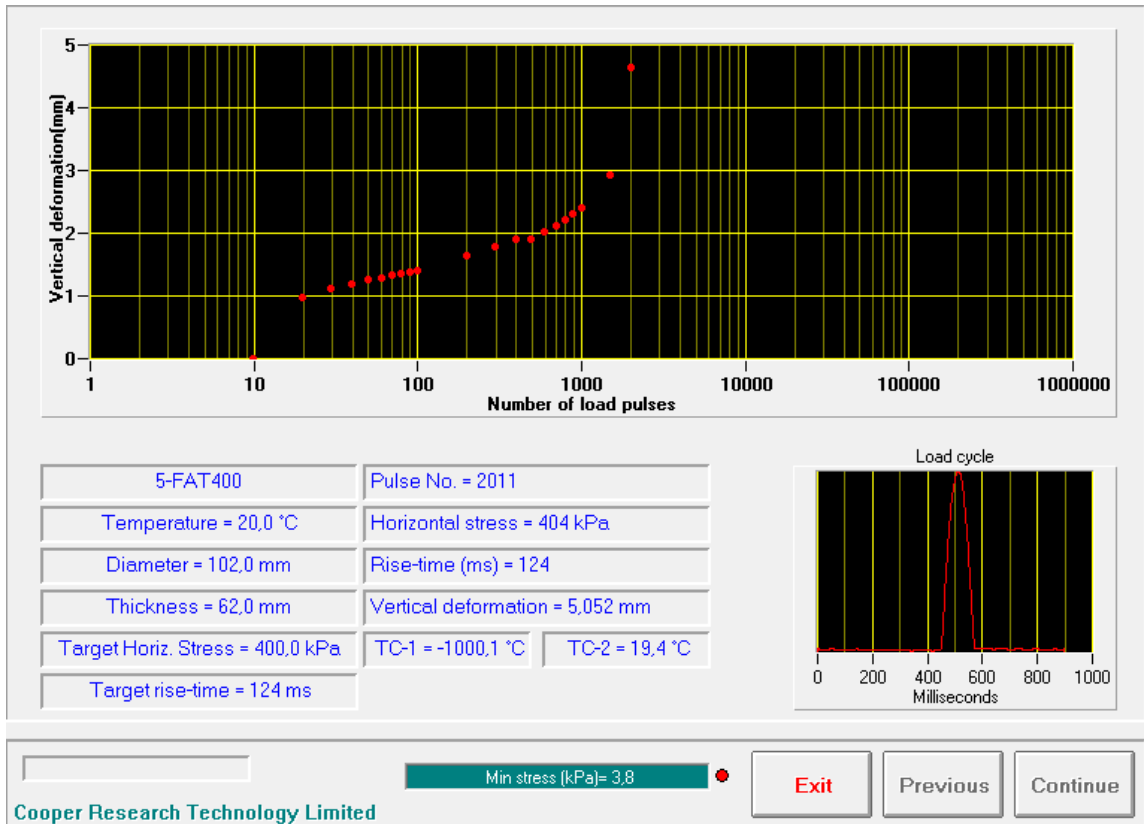 5
4
3
2
1
0
Vertical deformation(mm)
1 10 100 1000 10000 100000 1000000
Number of load pulses
5-FAT400 Pulse No. = 2011
Temperature = 20,0 °C Horizontal stress = 404 kPa
Diameter = 102,0 mm Rise-time (ms) = 124
Thickness = 62,0 mm Vertical deformation = 5,052 mm
Target Horiz. Stress = 400,0 kPa TC-1 = -1000,1 °C TC-2 = 19,4 °C
Target rise-time = 124 ms
Load cycle
0 200 400 600 800 1000
Milliseconds
Min stress (kPa)= 3,8
Exit Previous Continue
Cooper Research Technology Limited